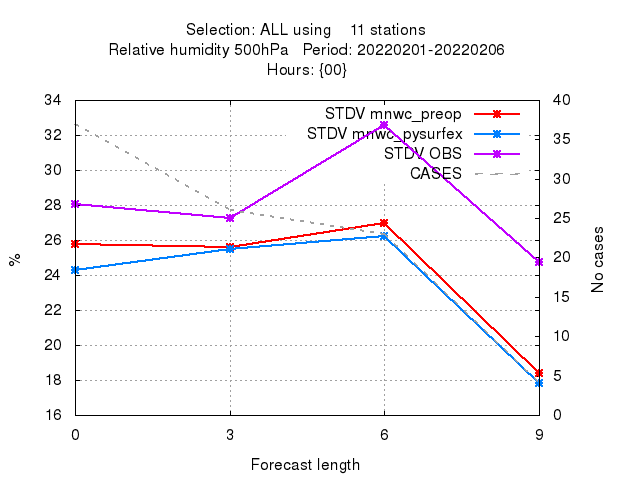 Selection: ALL using    11 stations
Relative humidity 500hPa   Period: 20220201-20220206
Hours: {00}
STDV mnwc_preop
STDV mnwc_pysurfex
STDV OBS
CASES
34
32
30
28
26
24
22
20
18
16
%
40
35
30
25
20
15
10
5
0
No cases
0 3 6 9
Forecast length